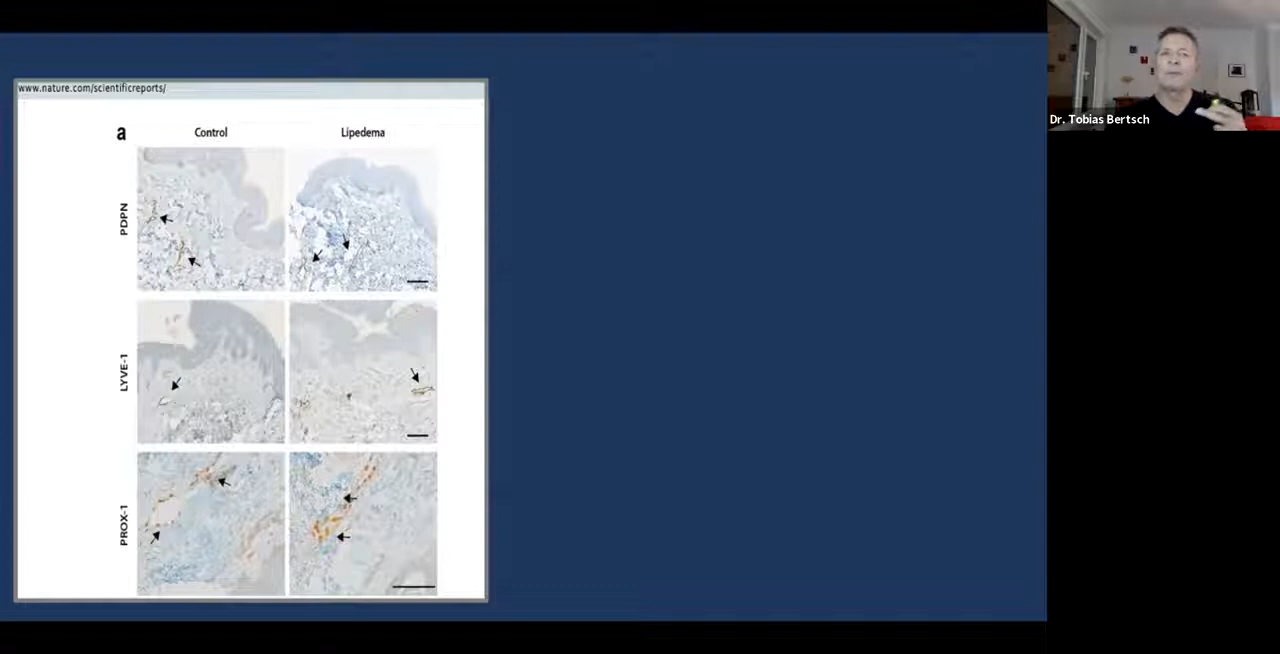 www.nature.com/scientificreports/
a
Control
Lipedema
PDPN
LYVE-1
PROX-1
Dr. Tobias Bertsch